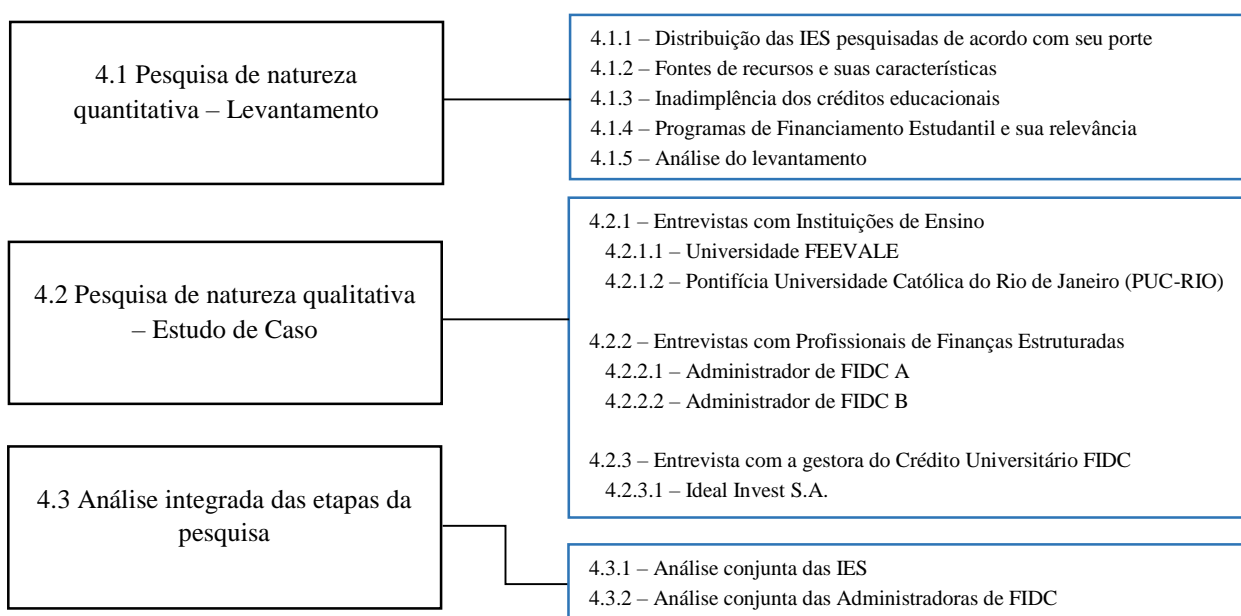 4.1 Pesquisa de natureza
quantitativa – Levantamento
4.1.1 – Distribuição das IES pesquisadas de acordo com seu porte
4.1.2 – Fontes de recursos e suas características
4.1.3 – Inadimplência dos créditos educacionais
4.1.4 – Programas de Financiamento Estudantil e sua relevância
4.1.5 – Análise do levantamento
4.2 Pesquisa de natureza qualitativa
– Estudo de Caso
4.2.1 – Entrevistas com Instituições de Ensino
4.2.1.1 – Universidade FEEVALE
4.2.1.2 – Pontifícia Universidade Católica do Rio de Janeiro (PUC-RIO)
4.2.2 – Entrevistas com Profissionais de Finanças Estruturadas
4.2.2.1 – Administrador de FIDC A
4.2.2.2 – Administrador de FIDC B
4.2.3 – Entrevista com a gestora do Crédito Universitário FIDC
4.2.3.1 – Ideal Invest S.A.
4.3 Análise integrada das etapas da
pesquisa
4.3.1 – Análise conjunta das IES
4.3.2 – Análise conjunta das Administradoras de FIDC